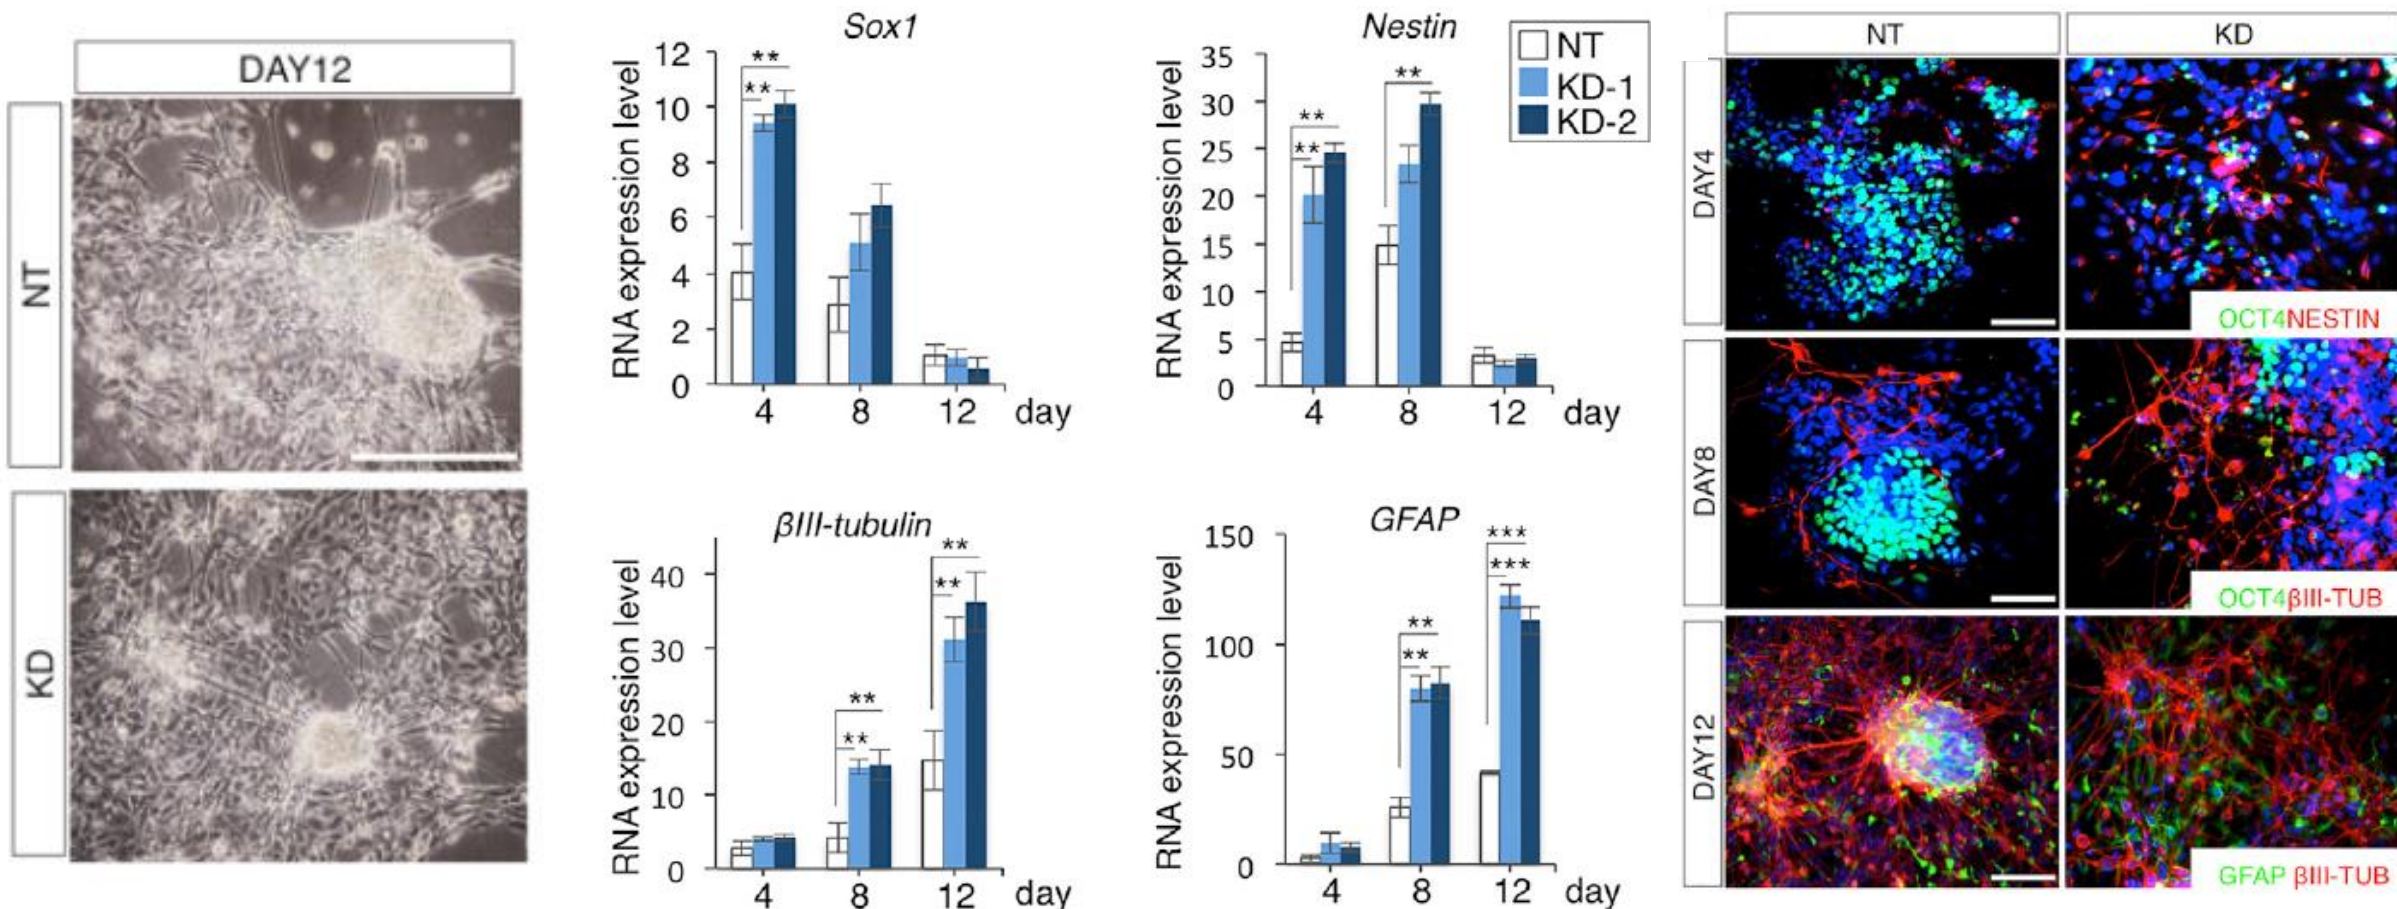 DAY12
NT
KD
Sox1
RNA expression level
12
10
8
6
4
2
0
**
**
4 8 12 day
Nestin
RNA expression level
35
30
25
20
15
10
5
0
**
**
**
4 8 12 day
NT
KD-1
KD-2
βIII-tubulin
RNA expression level
40
30
20
10
0
**
**
**
**
4 8 12 day
GFAP
RNA expression level
150
100
50
0
**
**
***
***
4 8 12 day
NT KD
DAY4
OCT4NESTIN
DAY8
OCT4βIII-TUB
DAY12
GFAP βIII-TUB